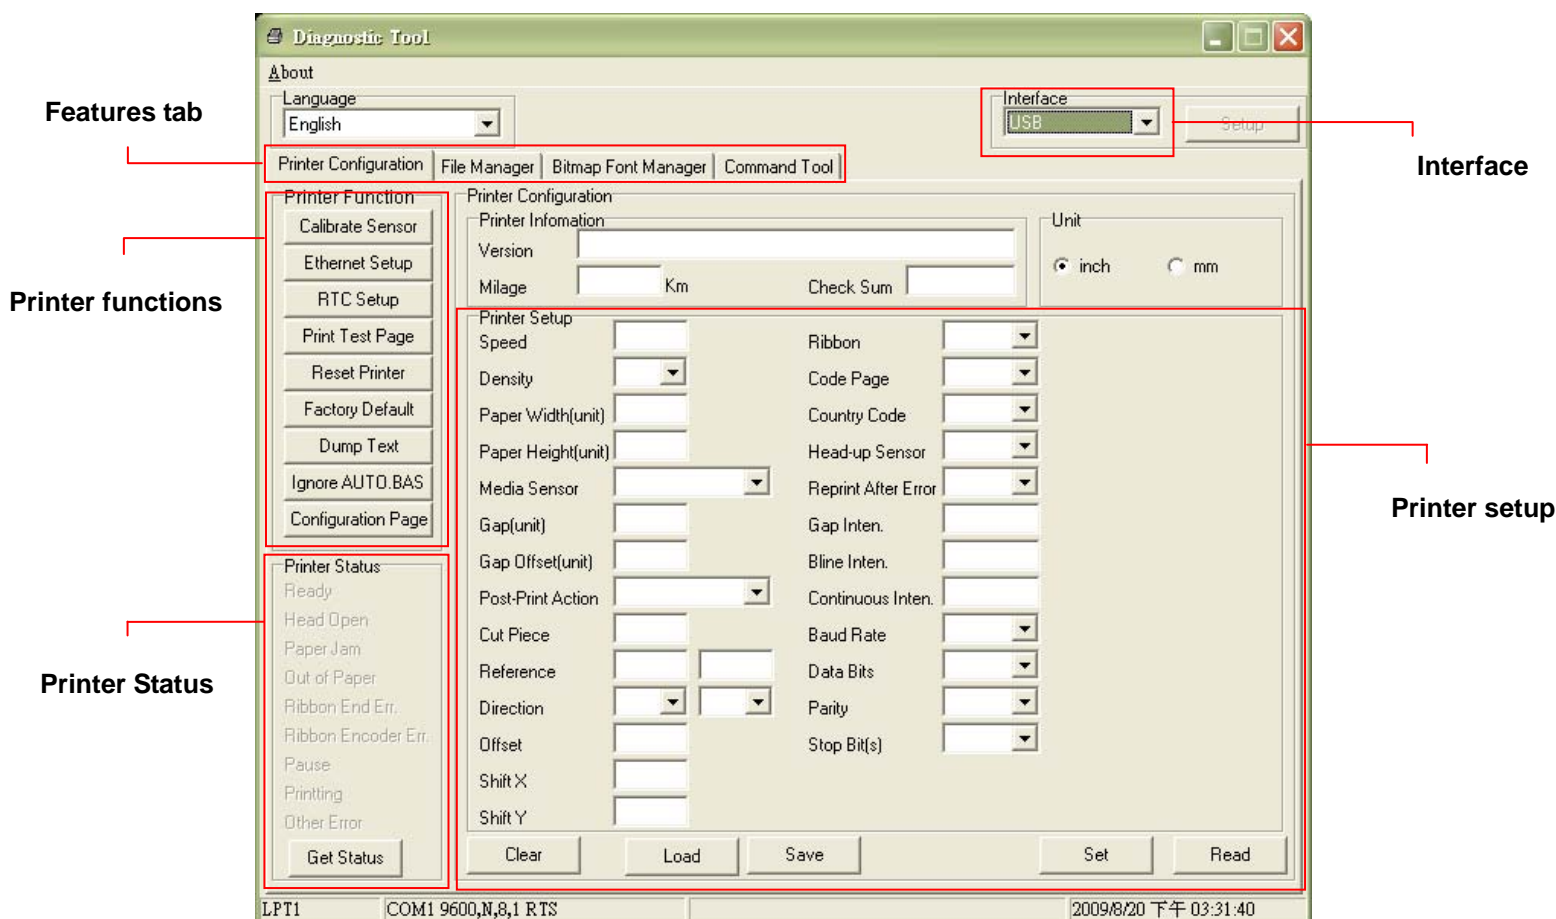 Diagnostic Tool
About
Language
English
Interface
USB
Setup
Features tab
Interface
Printer Configuration
File Manager
Bitmap Font Manager
Command Tool
Printer Function
Calibrate Sensor
Ethernet Setup
RTC Setup
Print Test Page
Reset Printer
Factory Default
Dump Text
Ignore AUTO.BAS
Configuration Page
Printer functions
Printer Configuration
Printer Infomation
Version
Milage
Km
Check Sum
Unit
inch
mm
Printer Setup
Speed
Density
Paper Width(unit)
Paper Height(unit)
Media Sensor
Gap(unit)
Gap Offset(unit)
Post-Print Action
Cut Piece
Reference
Direction
Offset
Shift X
Shift Y
Ribbon
Code Page
Country Code
Head-up Sensor
Reprint After Error
Gap Inten.
Bline Inten.
Continuous Inten.
Baud Rate
Data Bits
Parity
Stop Bit(s)
Printer setup
Printer Status
Ready
Head Open
Paper Jam
Out of Paper
Ribbon End Err.
Ribbon Encoder Err.
Pause
Printting
Other Error
Get Status
Printer Status
Clear
Load
Save
Set
Read
LPT1
COM1 9600,N,8,1 RTS
2009/8/20 下午 03:31:40